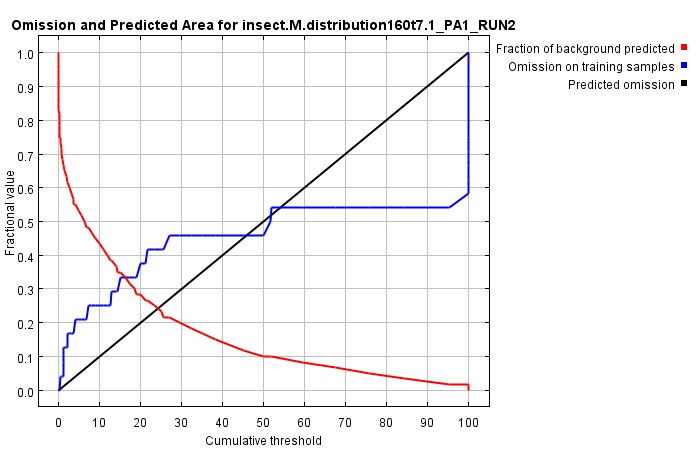 Omission and Predicted Area for insect.M.distribution160t7.1_PA1_RUN2
Fraction of background predicted
Omission on training samples
Predicted omission
Fractional value
1.0
0.9
0.8
0.7
0.6
0.5
0.4
0.3
0.2
0.1
0.0
0 10 20 30 40 50 60 70 80 90 100
Cumulative threshold